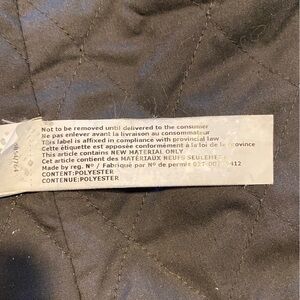 Not to be removed until delivered to the consumer
Ne pas enlever avant la livraison au consommateur
This label is affixed in compliance with provincial law
Cette étiquette est apposée conformément à la loi de la province
This article contains NEW MATERIAL ONLY
Cet article contient des MATÉRIAUX NEUFS SEULEMENT
Made by reg. Nº / Fabriqué par Nº de permis
CONTENT:POLYESTER
CONTENUE:POLYESTER